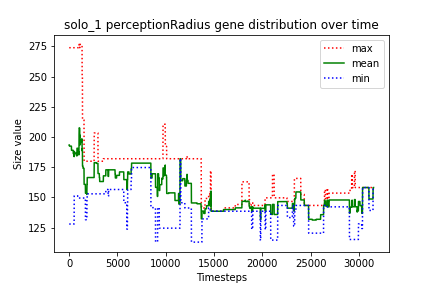 solo_1 perceptionRadius gene distribution over time
max
mean
min
Size value
275
250
225
200
175
150
125
0
5000
10000
15000
20000
25000
30000
Timesteps